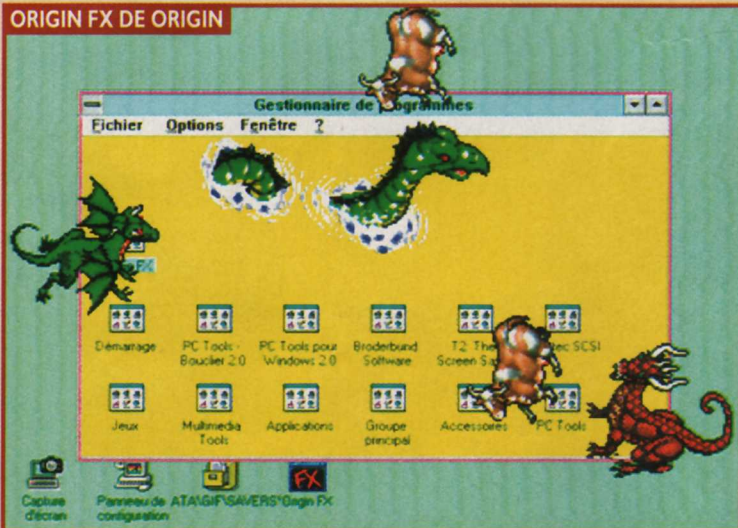 ORIGIN FX DE ORIGIN
Gestionnaire de programmes
Fichier Options Fenêtre ?
FX
Démarrage
PC Tools -
Bouclier 2.0
PC Tools pour
Windows 2.0
Broderbund
Software
T2: The
Screen Sa
tec SCSI
Jeux
Multimedia
Tools
Applications
Groupe
principal
Accessoires
PC Tools
Capture
d'écran
Panneau de
configuration
ATA\GIF\SAVERS\*
FX
Origin FX